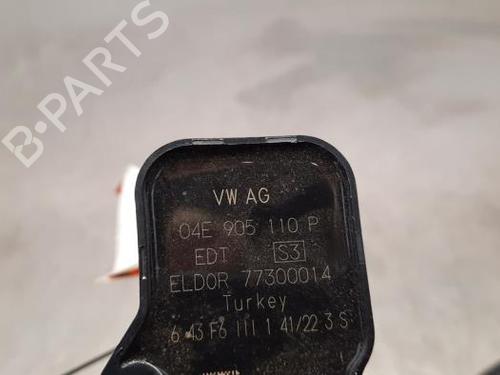 B-PARTS
VW AG
04E 905 110 P
EDT S3
ELDOR 77300014
Turkey
6 43 F6 111 1 41/22 3 S